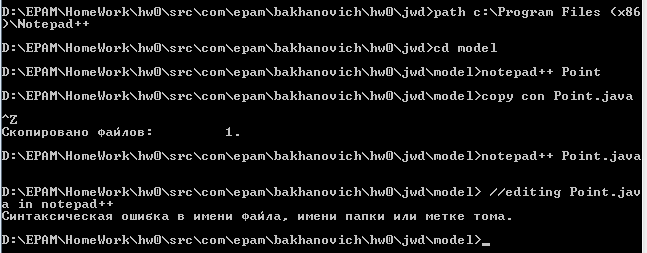 D:\EPAM\HomeWork\hw0\src\com\epam\bakhanovich\hw0\jwd>path c:\Program Files (x86
)\Notepad++
D:\EPAM\HomeWork\hw0\src\com\epam\bakhanovich\hw0\jwd>cd model
D:\EPAM\HomeWork\hw0\src\com\epam\bakhanovich\hw0\jwd\model>notepad++ Point
D:\EPAM\HomeWork\hw0\src\com\epam\bakhanovich\hw0\jwd\model>copy con Point.java
^Z
Скопировано файлов: 1.
D:\EPAM\HomeWork\hw0\src\com\epam\bakhanovich\hw0\jwd\model>notepad++ Point.java
D:\EPAM\HomeWork\hw0\src\com\epam\bakhanovich\hw0\jwd\model> //editing Point.jav
a in notepad++
Синтаксическая ошибка в имени файла, имени папки или метке тома.
D:\EPAM\HomeWork\hw0\src\com\epam\bakhanovich\hw0\jwd\model>_